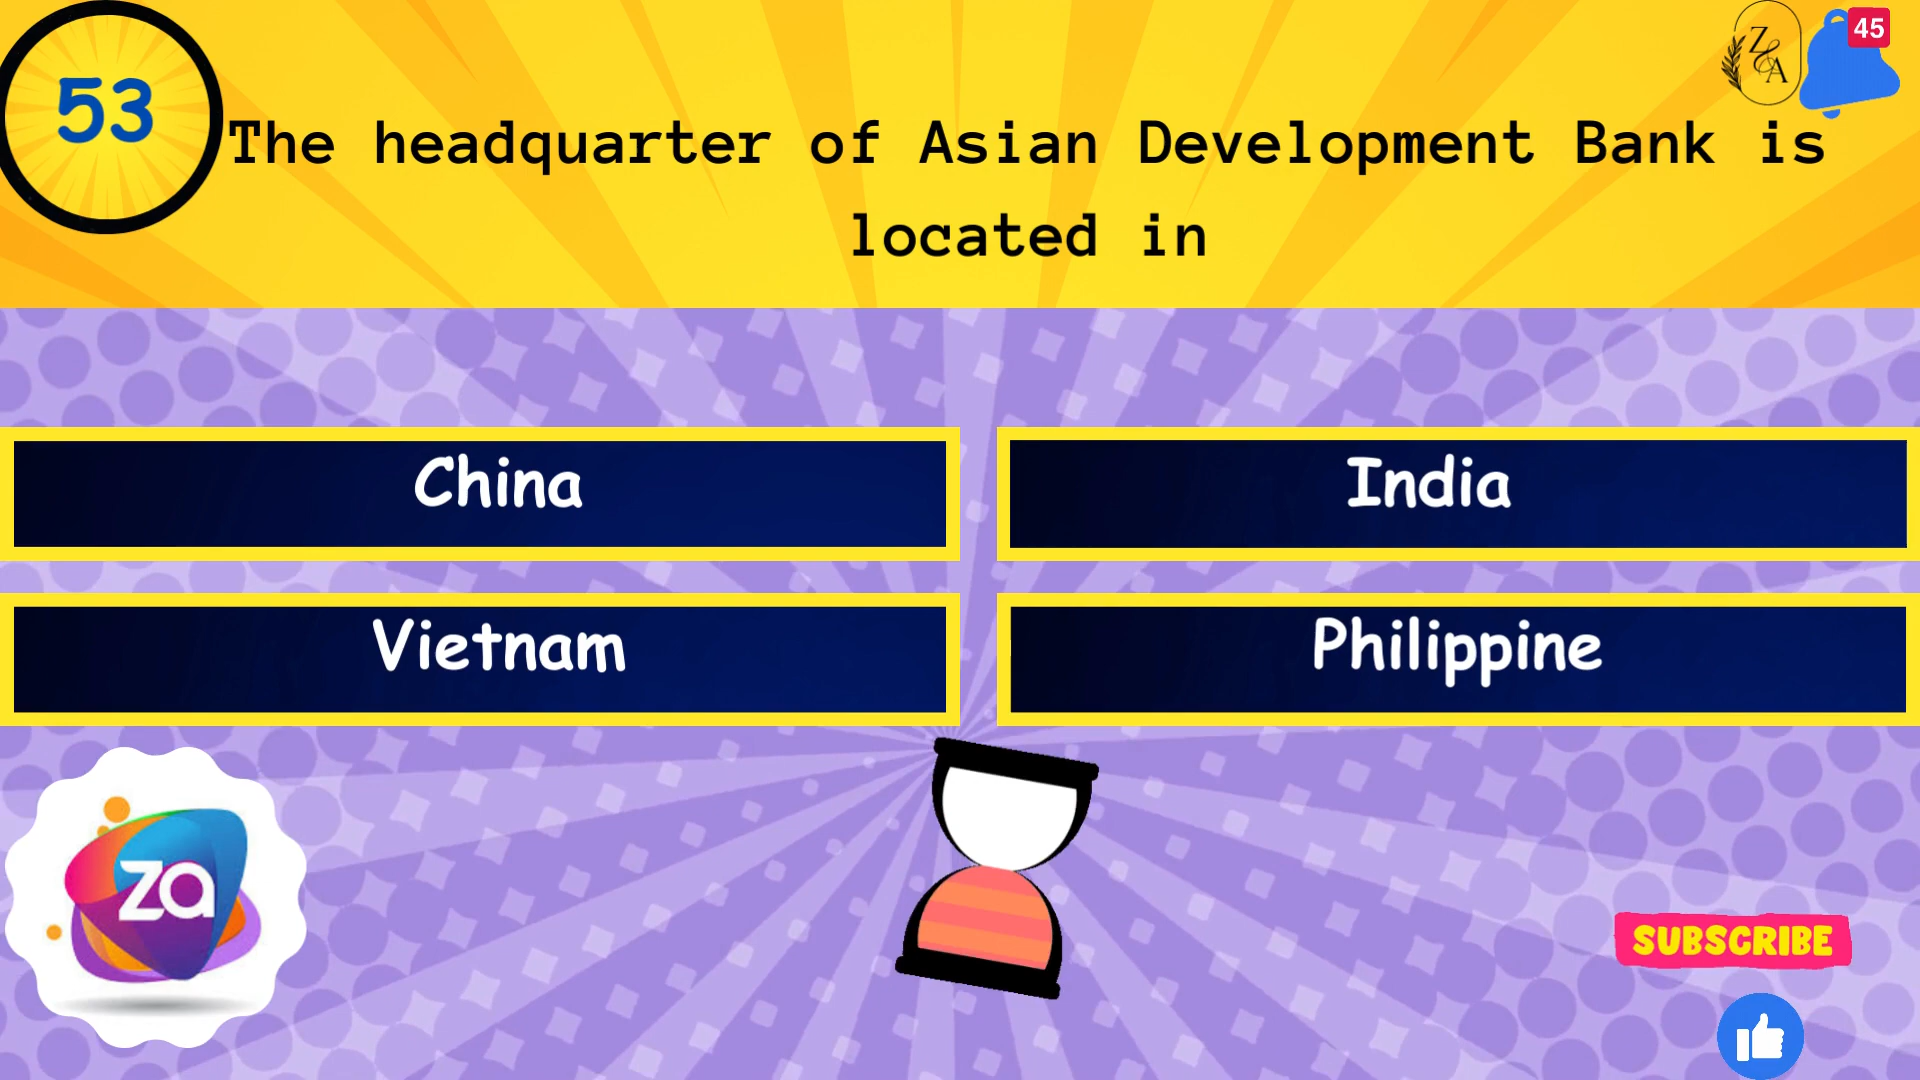 53
Z&A
45
The headquarter of Asian Development Bank is
located in
China
India
Vietnam
Philippine
za
SUBSCRIBE